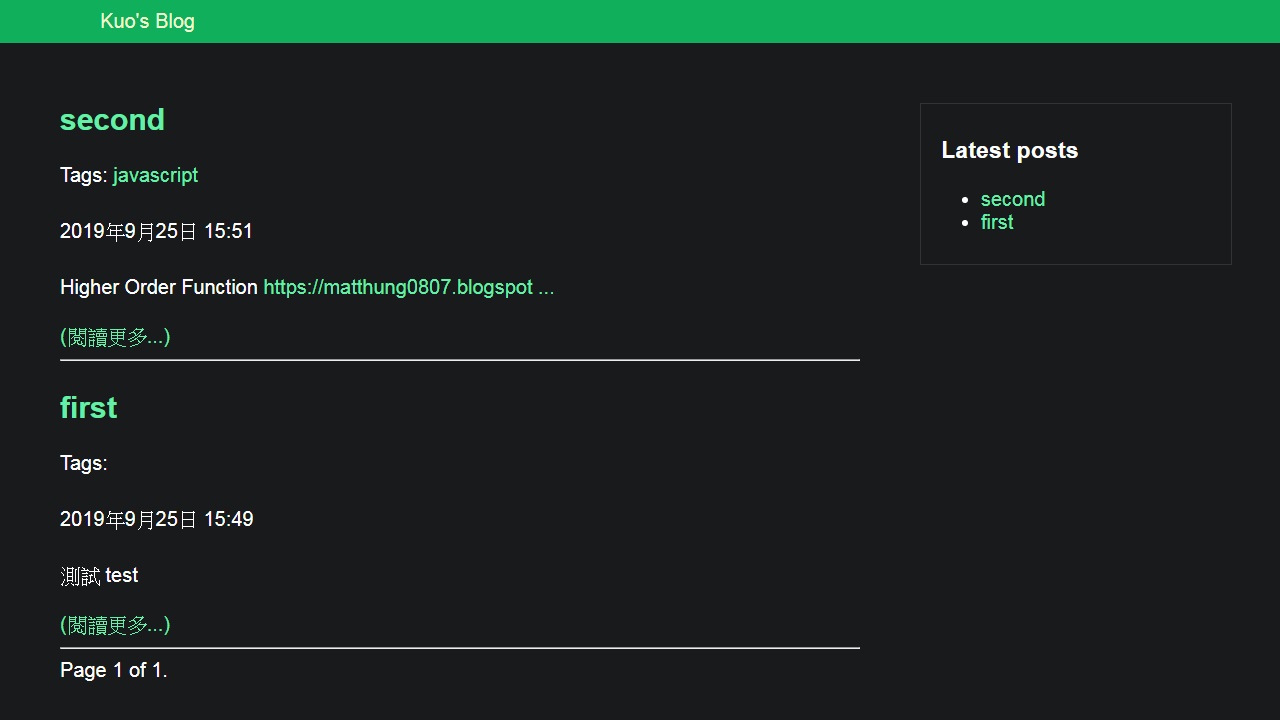 Kuo's Blog
second
Tags: javascript
2019年9月25日 15:51
Higher Order Function https://matthung0807.blogspot ...
(閱讀更多...)
first
Tags:
2019年9月25日 15:49
測試 test
(閱讀更多...)
Page 1 of 1.
Latest posts
second
first